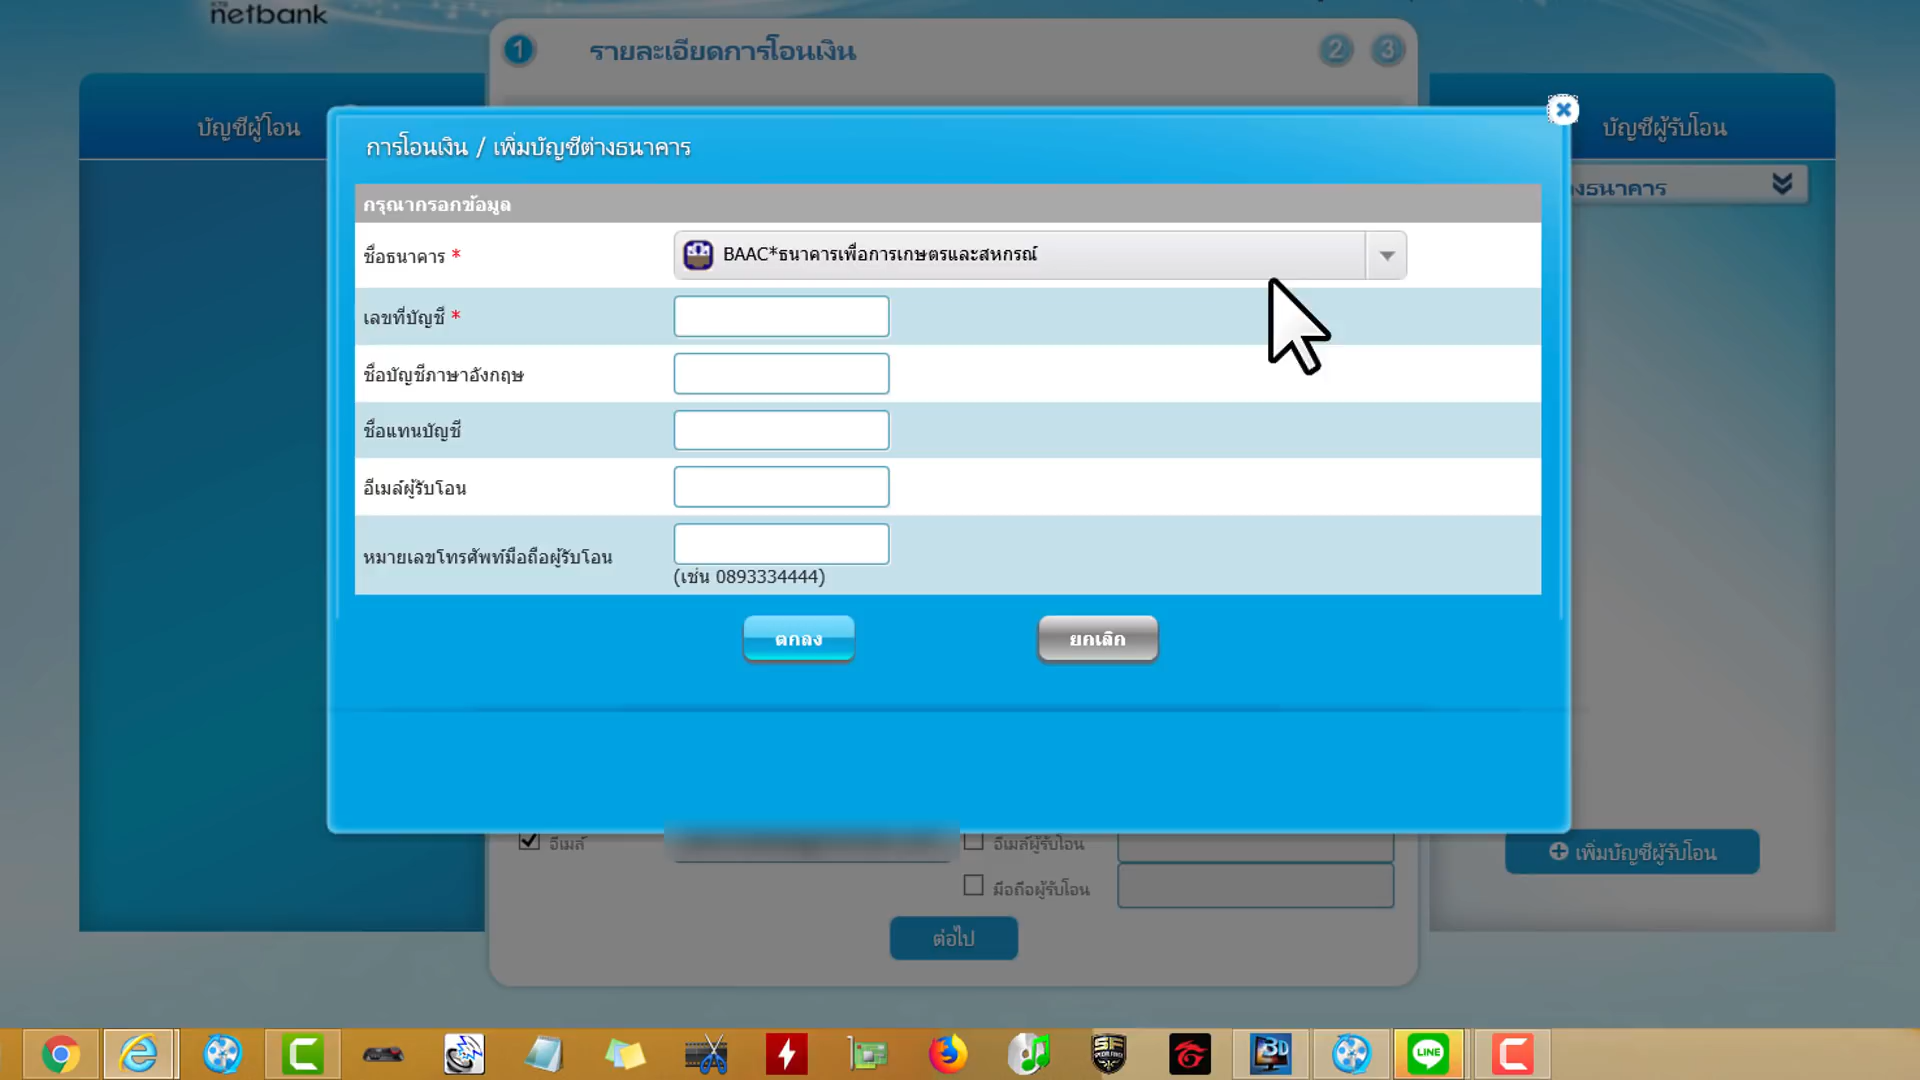 netbank
1 รายละเอียดการโอนเงิน 2 3
บัญชีผู้โอน
บัญชีผู้รับโอน
การโอนเงิน / เพิ่มบัญชีต่างธนาคาร
กรุณากรอกข้อมูล
งธนาคาร
ชื่อธนาคาร *
BAAC*ธนาคารเพื่อการเกษตรและสหกรณ์
เลขที่บัญชี *
ชื่อบัญชีภาษาอังกฤษ
ชื่อแทนบัญชี
อีเมล์ผู้รับโอน
หมายเลขโทรศัพท์มือถือผู้รับโอน
(เช่น 0893334444)
ตกลง ยกเลิก
อีเมล์
อีเมล์ผู้รับโอน
เพิ่มบัญชีผู้รับโอน
มือถือผู้รับโอน
ต่อไป
SF
3D
LINE